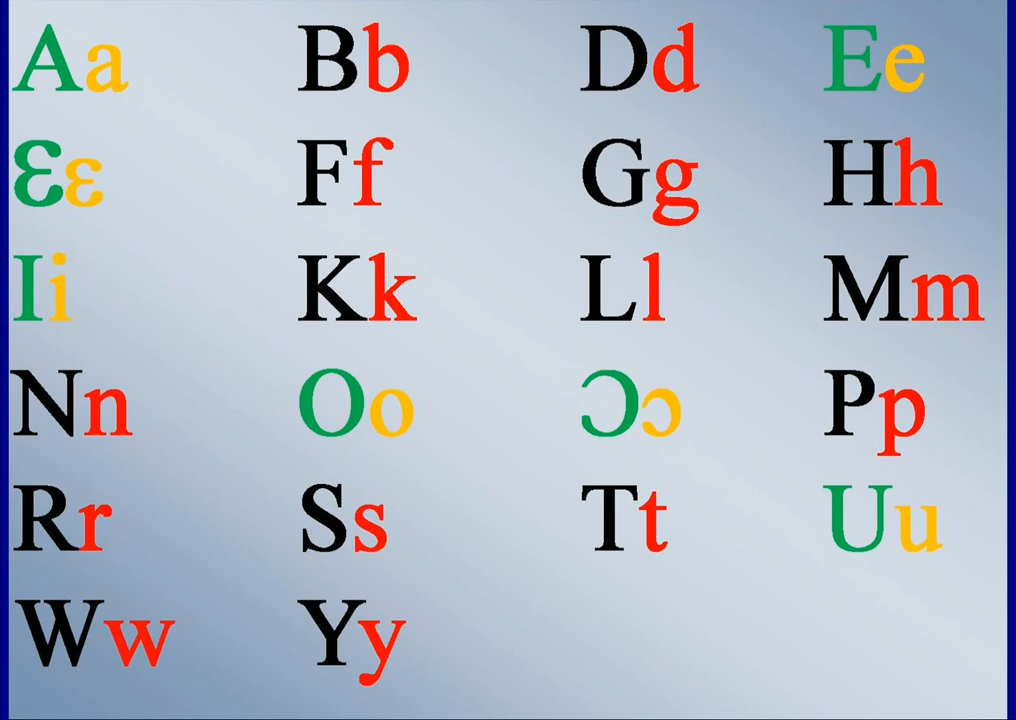 Aa Bb Dd Ee
Ɛɛ Ff Gg Hh
Ii Kk Ll Mm
Nn Oo Ɔɔ Pp
Rr Ss Tt Uu
Ww Yy